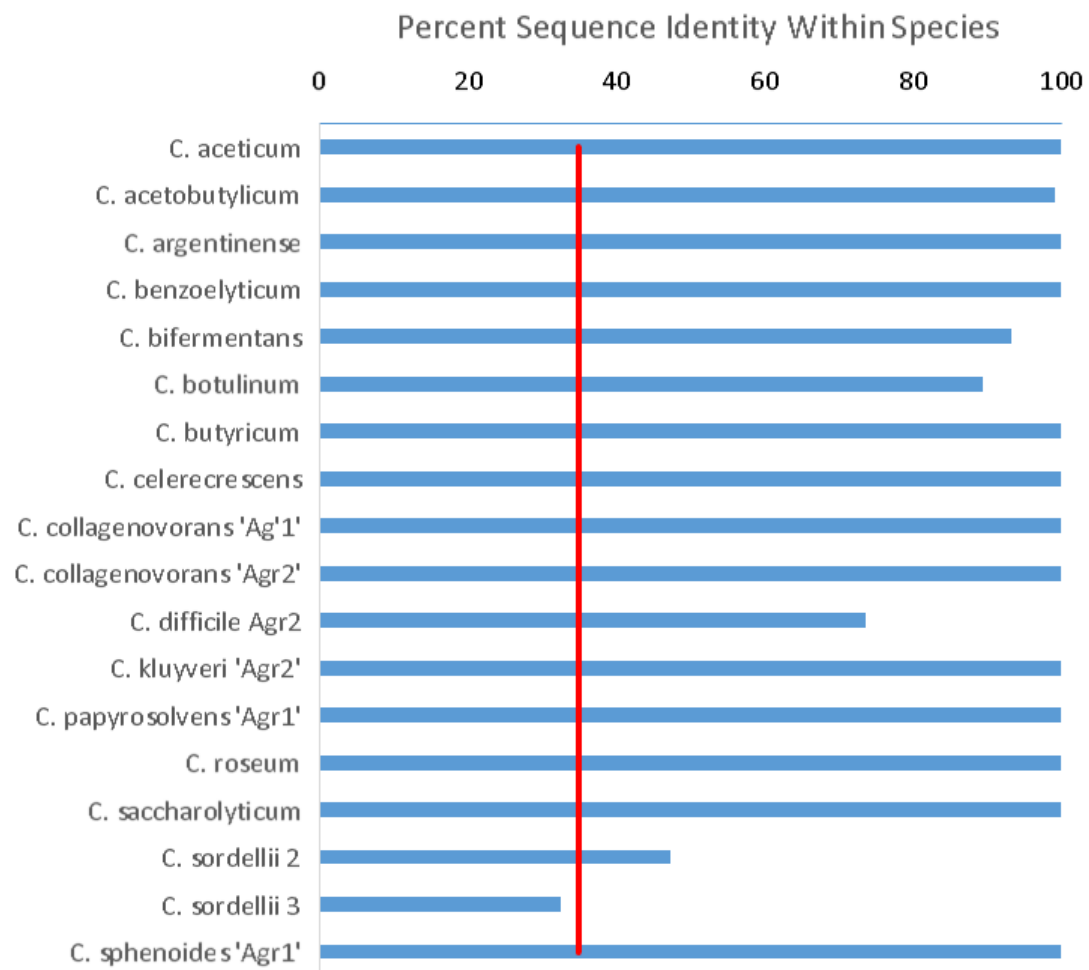 Percent Sequence Identity Within Species
0 20 40 60 80 100
C. aceticum
C. acetobutylicum
C. argentinense
C. benzoelyticum
C. bifermentans
C. botulinum
C. butyricum
C. celerecrescens
C. collagenovorans 'Ag'1'
C. collagenovorans 'Agr2'
C. difficile Agr2
C. kluyveri 'Agr2'
C. papyrosolvens 'Agr1'
C. roseum
C. saccharolyticum
C. sordellii 2
C. sordellii 3
C. sphenoides 'Agr1'